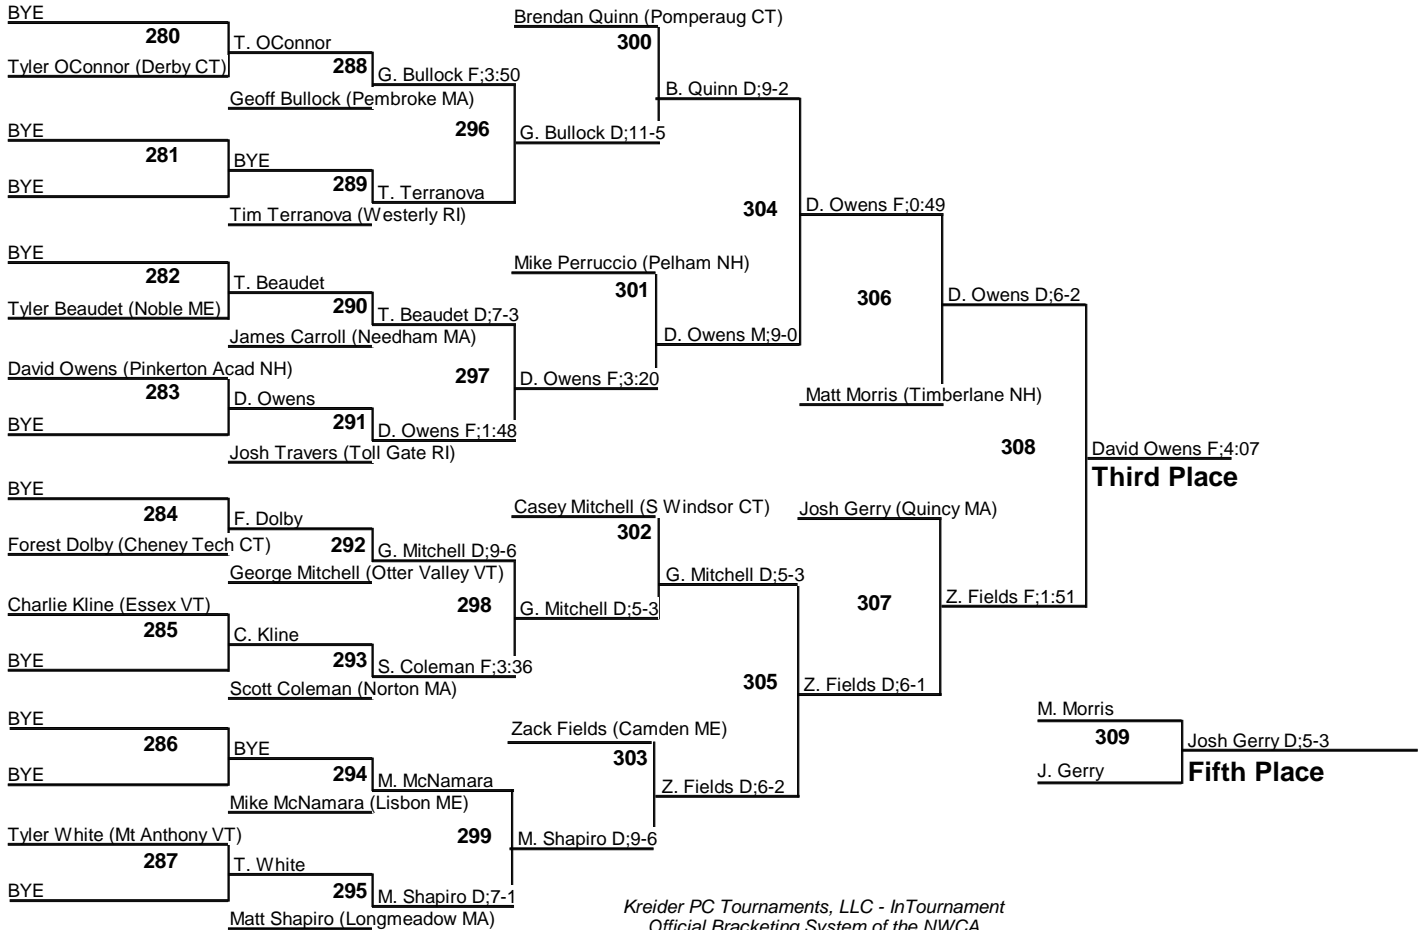 BYE
280
Tyler OConnor (Derby CT)
T. OConnor
288
Geoff Bullock (Pembroke MA)
G. Bullock F;3:50
BYE
281
BYE
BYE
289
Tim Terranova (Westerly RI)
T. Terranova
296
G. Bullock D;11-5
Brendan Quinn (Pomperaug CT)
300
B. Quinn D;9-2
BYE
282
Tyler Beaudet (Noble ME)
T. Beaudet
290
James Carroll (Needham MA)
T. Beaudet D;7-3
David Owens (Pinkerton Acad NH)
283
BYE
D. Owens
291
Josh Travers (Toll Gate RI)
D. Owens F;1:48
297
D. Owens F;3:20
Mike Perruccio (Pelham NH)
301
D. Owens M;9-0
304
D. Owens F;0:49
306
Matt Morris (Timberlane NH)
D. Owens D;6-2
BYE
284
Forest Dolby (Cheney Tech CT)
F. Dolby
292
George Mitchell (Otter Valley VT)
G. Mitchell D;9-6
Charlie Kline (Essex VT)
285
BYE
C. Kline
293
Scott Coleman (Norton MA)
S. Coleman F;3:36
298
G. Mitchell D;5-3
Casey Mitchell (S Windsor CT)
302
G. Mitchell D;5-3
BYE
286
BYE
BYE
294
Mike McNamara (Lisbon ME)
M. McNamara
Tyler White (Mt Anthony VT)
287
BYE
T. White
295
Matt Shapiro (Longmeadow MA)
M. Shapiro D;7-1
299
M. Shapiro D;9-6
Zack Fields (Camden ME)
303
Z. Fields D;6-2
305
Z. Fields D;6-1
Josh Gerry (Quincy MA)
307
Z. Fields F;1:51
308
David Owens F;4:07
Third Place
M. Morris
309
J. Gerry
Josh Gerry D;5-3
Fifth Place
Kreider PC Tournaments, LLC - InTournament
Official Bracketing System of the NWCA